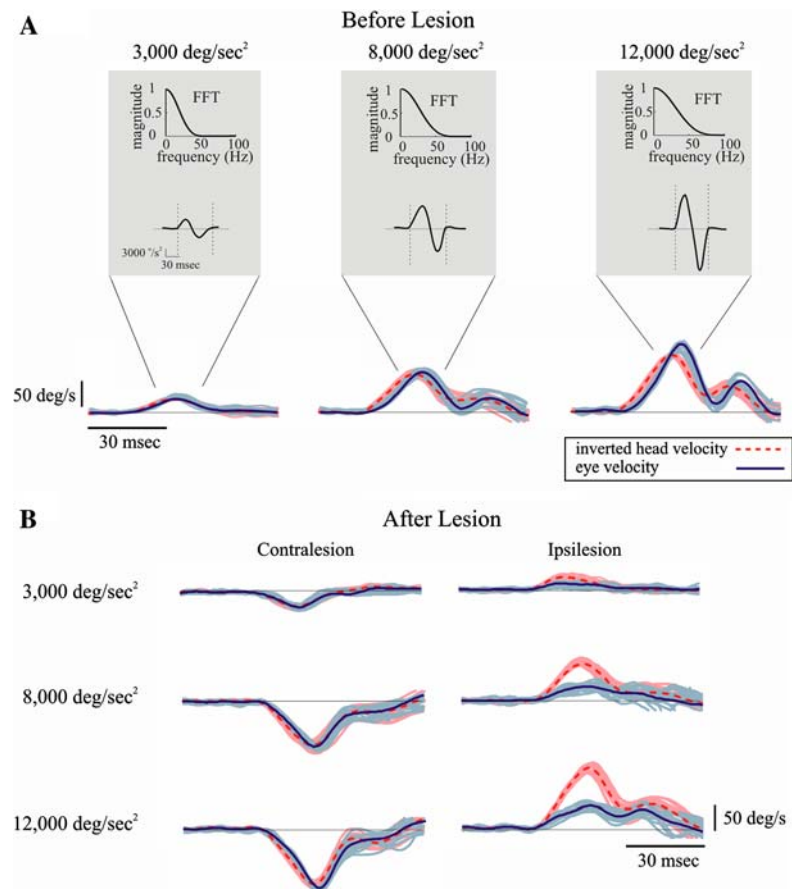 A
Before Lesion
3,000 deg/sec²
8,000 deg/sec²
12,000 deg/sec²
magnitude
1
0.5
0
FFT
0
50
100
frequency (Hz)
3000 °/s²
30 msec
magnitude
1
0.5
0
FFT
0
50
100
frequency (Hz)
magnitude
1
0.5
0
FFT
0
50
100
frequency (Hz)
50 deg/s
30 msec
inverted head velocity
eye velocity
B
After Lesion
Contralesion
Ipsilesion
3,000 deg/sec²
8,000 deg/sec²
12,000 deg/sec²
50 deg/s
30 msec